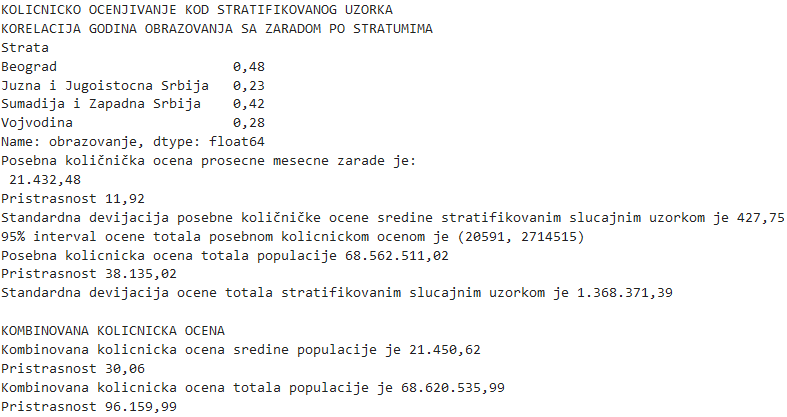 KOLICNICKO OCENJIVANJE KOD STRATIFIKOVANOG UZORKA
KORELACIJA GODINA OBRAZOVANJA SA ZARADOM PO STRATUMIMA
Strata
Beograd 0,48
Juzna i Jugoistocna Srbija 0,23
Sumadija i Zapadna Srbija 0,42
Vojvodina 0,28
Name: obrazovanje, dtype: float64
Posebna količnička ocena prosecne mesecne zarade je:
21.432,48
Pristrasnost 11,92
Standardna devijacija posebne količničke ocene sredine stratifikovanim slucajnim uzorkom je 427,75
95% interval ocene totala posebnom kolicnickom ocenom je (20591, 2714515)
Posebna kolicnicka ocena totala populacije 68.562.511,02
Pristrasnost 38.135,02
Standardna devijacija ocene totala stratifikovanim slucajnim uzorkom je 1.368.371,39
KOMBINOVANA KOLICNICKA OCENA
Kombinovana kolicnicka ocena sredine populacije je 21.450,62
Pristrasnost 30,06
Kombinovana kolicnicka ocena totala populacije je 68.620.535,99
Pristrasnost 96.159,99